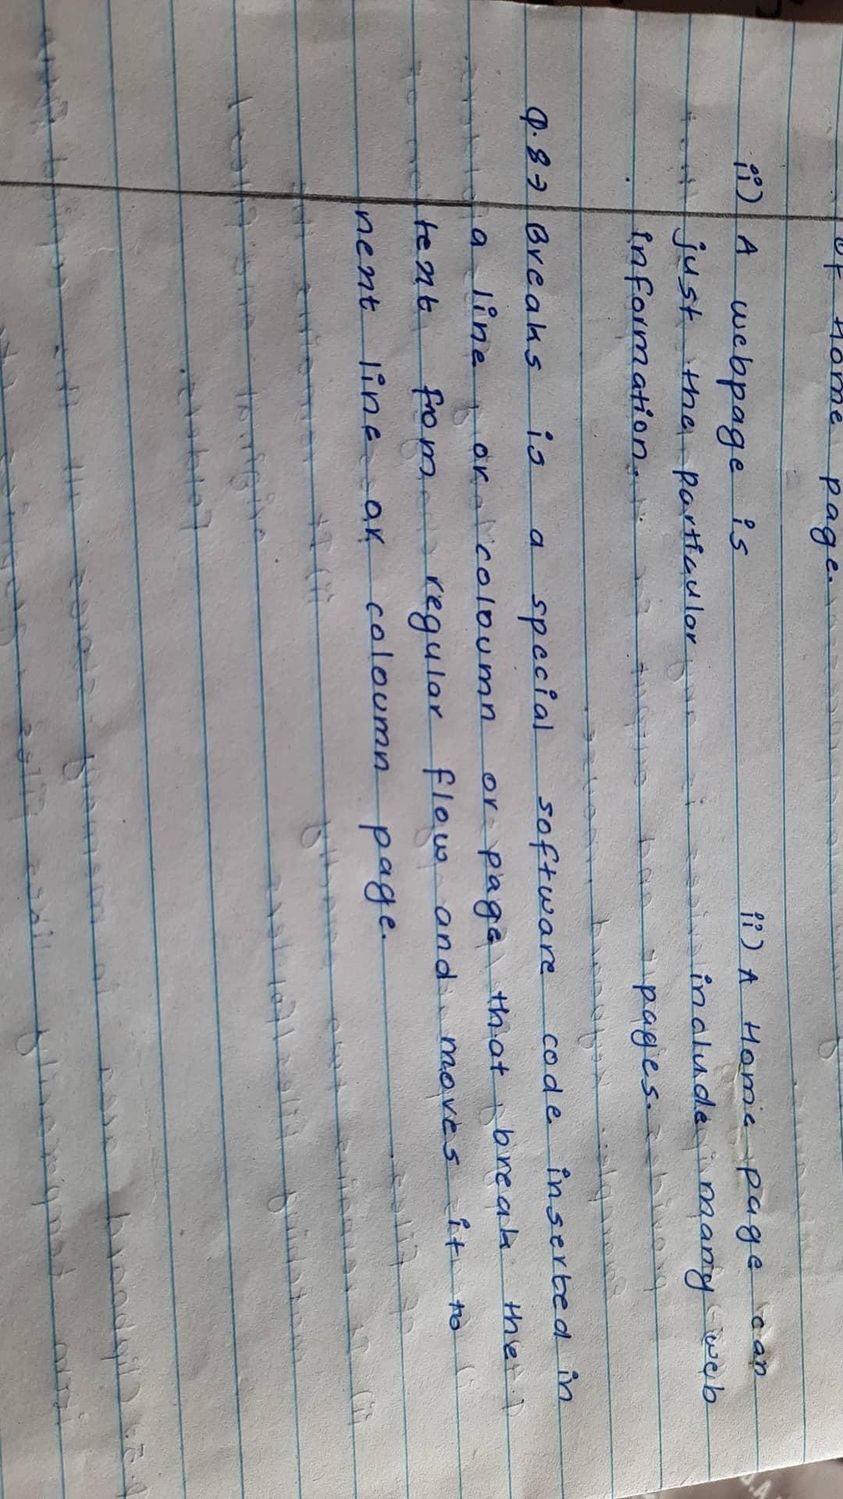 of Home page.
ii) A webpage is ii) A Home page can
just the particular include many web
information. pages.
Q.8→ Breaks is a special software code inserted in
a line or coloumn or page that break the
tent from regular flow and moves it to
nent line or coloumn page.